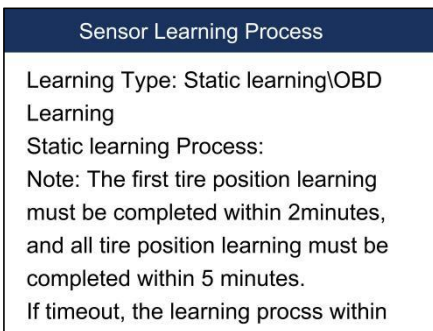 Sensor Learning Process
Learning Type: Static learning\OBD
Learning
Static learning Process:
Note: The first tire position learning
must be completed within 2minutes,
and all tire position learning must be
completed within 5 minutes.
If timeout, the learning procss within